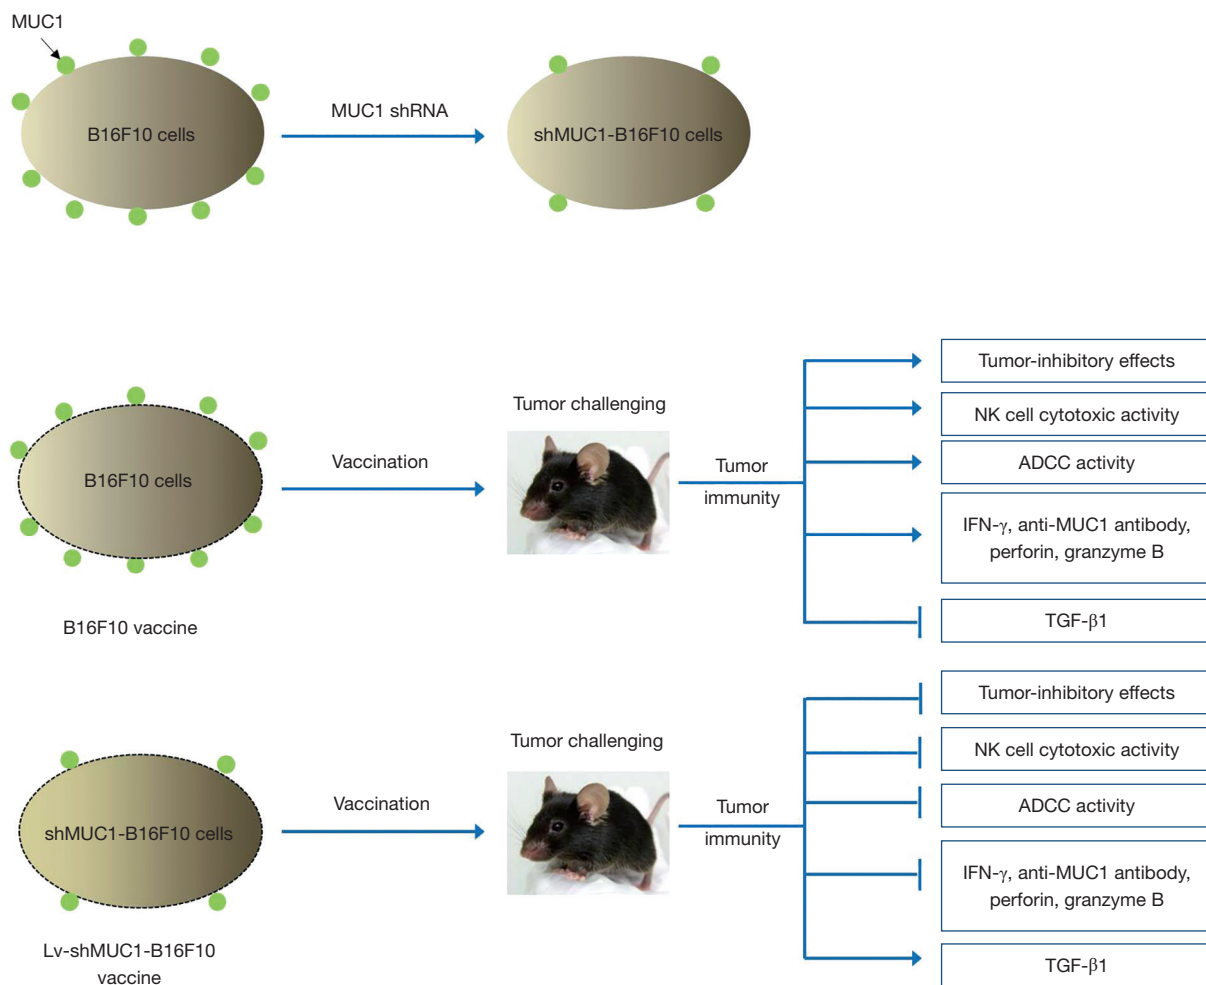 MUC1
B16F10 cells
MUC1 shRNA
shMUC1-B16F10 cells
B16F10 cells
B16F10 vaccine
Vaccination
Tumor challenging
Tumor
immunity
Tumor-inhibitory effects
NK cell cytotoxic activity
ADCC activity
IFN-γ, anti-MUC1 antibody,
perforin, granzyme B
TGF-β1
shMUC1-B16F10 cells
Lv-shMUC1-B16F10
vaccine
Vaccination
Tumor challenging
Tumor
immunity
Tumor-inhibitory effects
NK cell cytotoxic activity
ADCC activity
IFN-γ, anti-MUC1 antibody,
perforin, granzyme B
TGF-β1